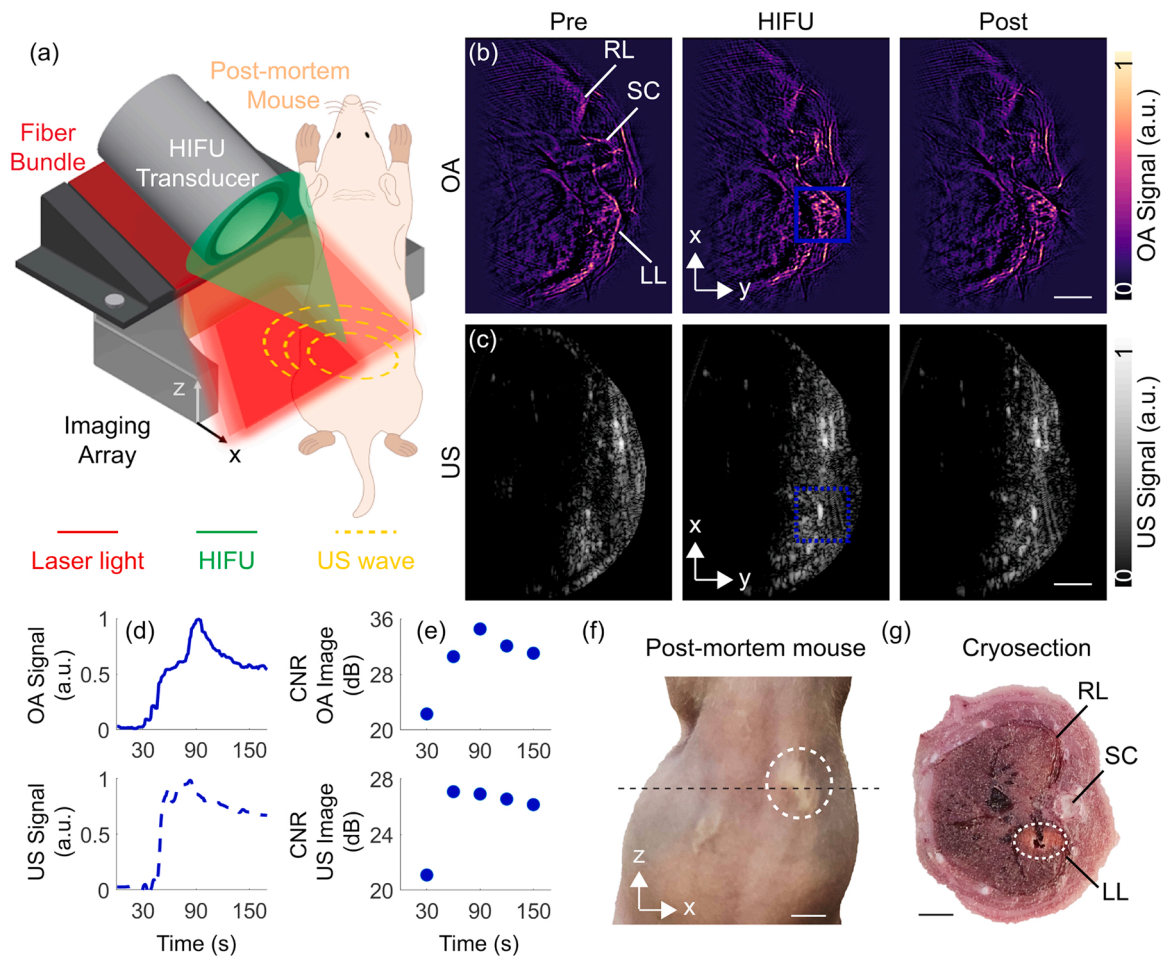 Pre
HIFU
Post
(a)
Post-mortem
Mouse
Fiber
Bundle
HIFU
Transducer
Imaging
Array
z
x
Laser light
HIFU
US wave
(b)
RL
SC
LL
OA
x
y
1
0
OA Signal (a.u.)
(c)
US
x
y
1
0
US Signal (a.u.)
(d)
OA Signal
(a.u.)
1
0.5
0
30
90
150
US Signal
(a.u.)
1
0.5
0
30
90
150
Time (s)
(e)
CNR
OA Image
(dB)
36
28
20
30
90
150
CNR
US Image
(dB)
28
24
20
30
90
150
Time (s)
(f)
Post-mortem mouse
z
x
(g)
Cryosection
RL
SC
LL